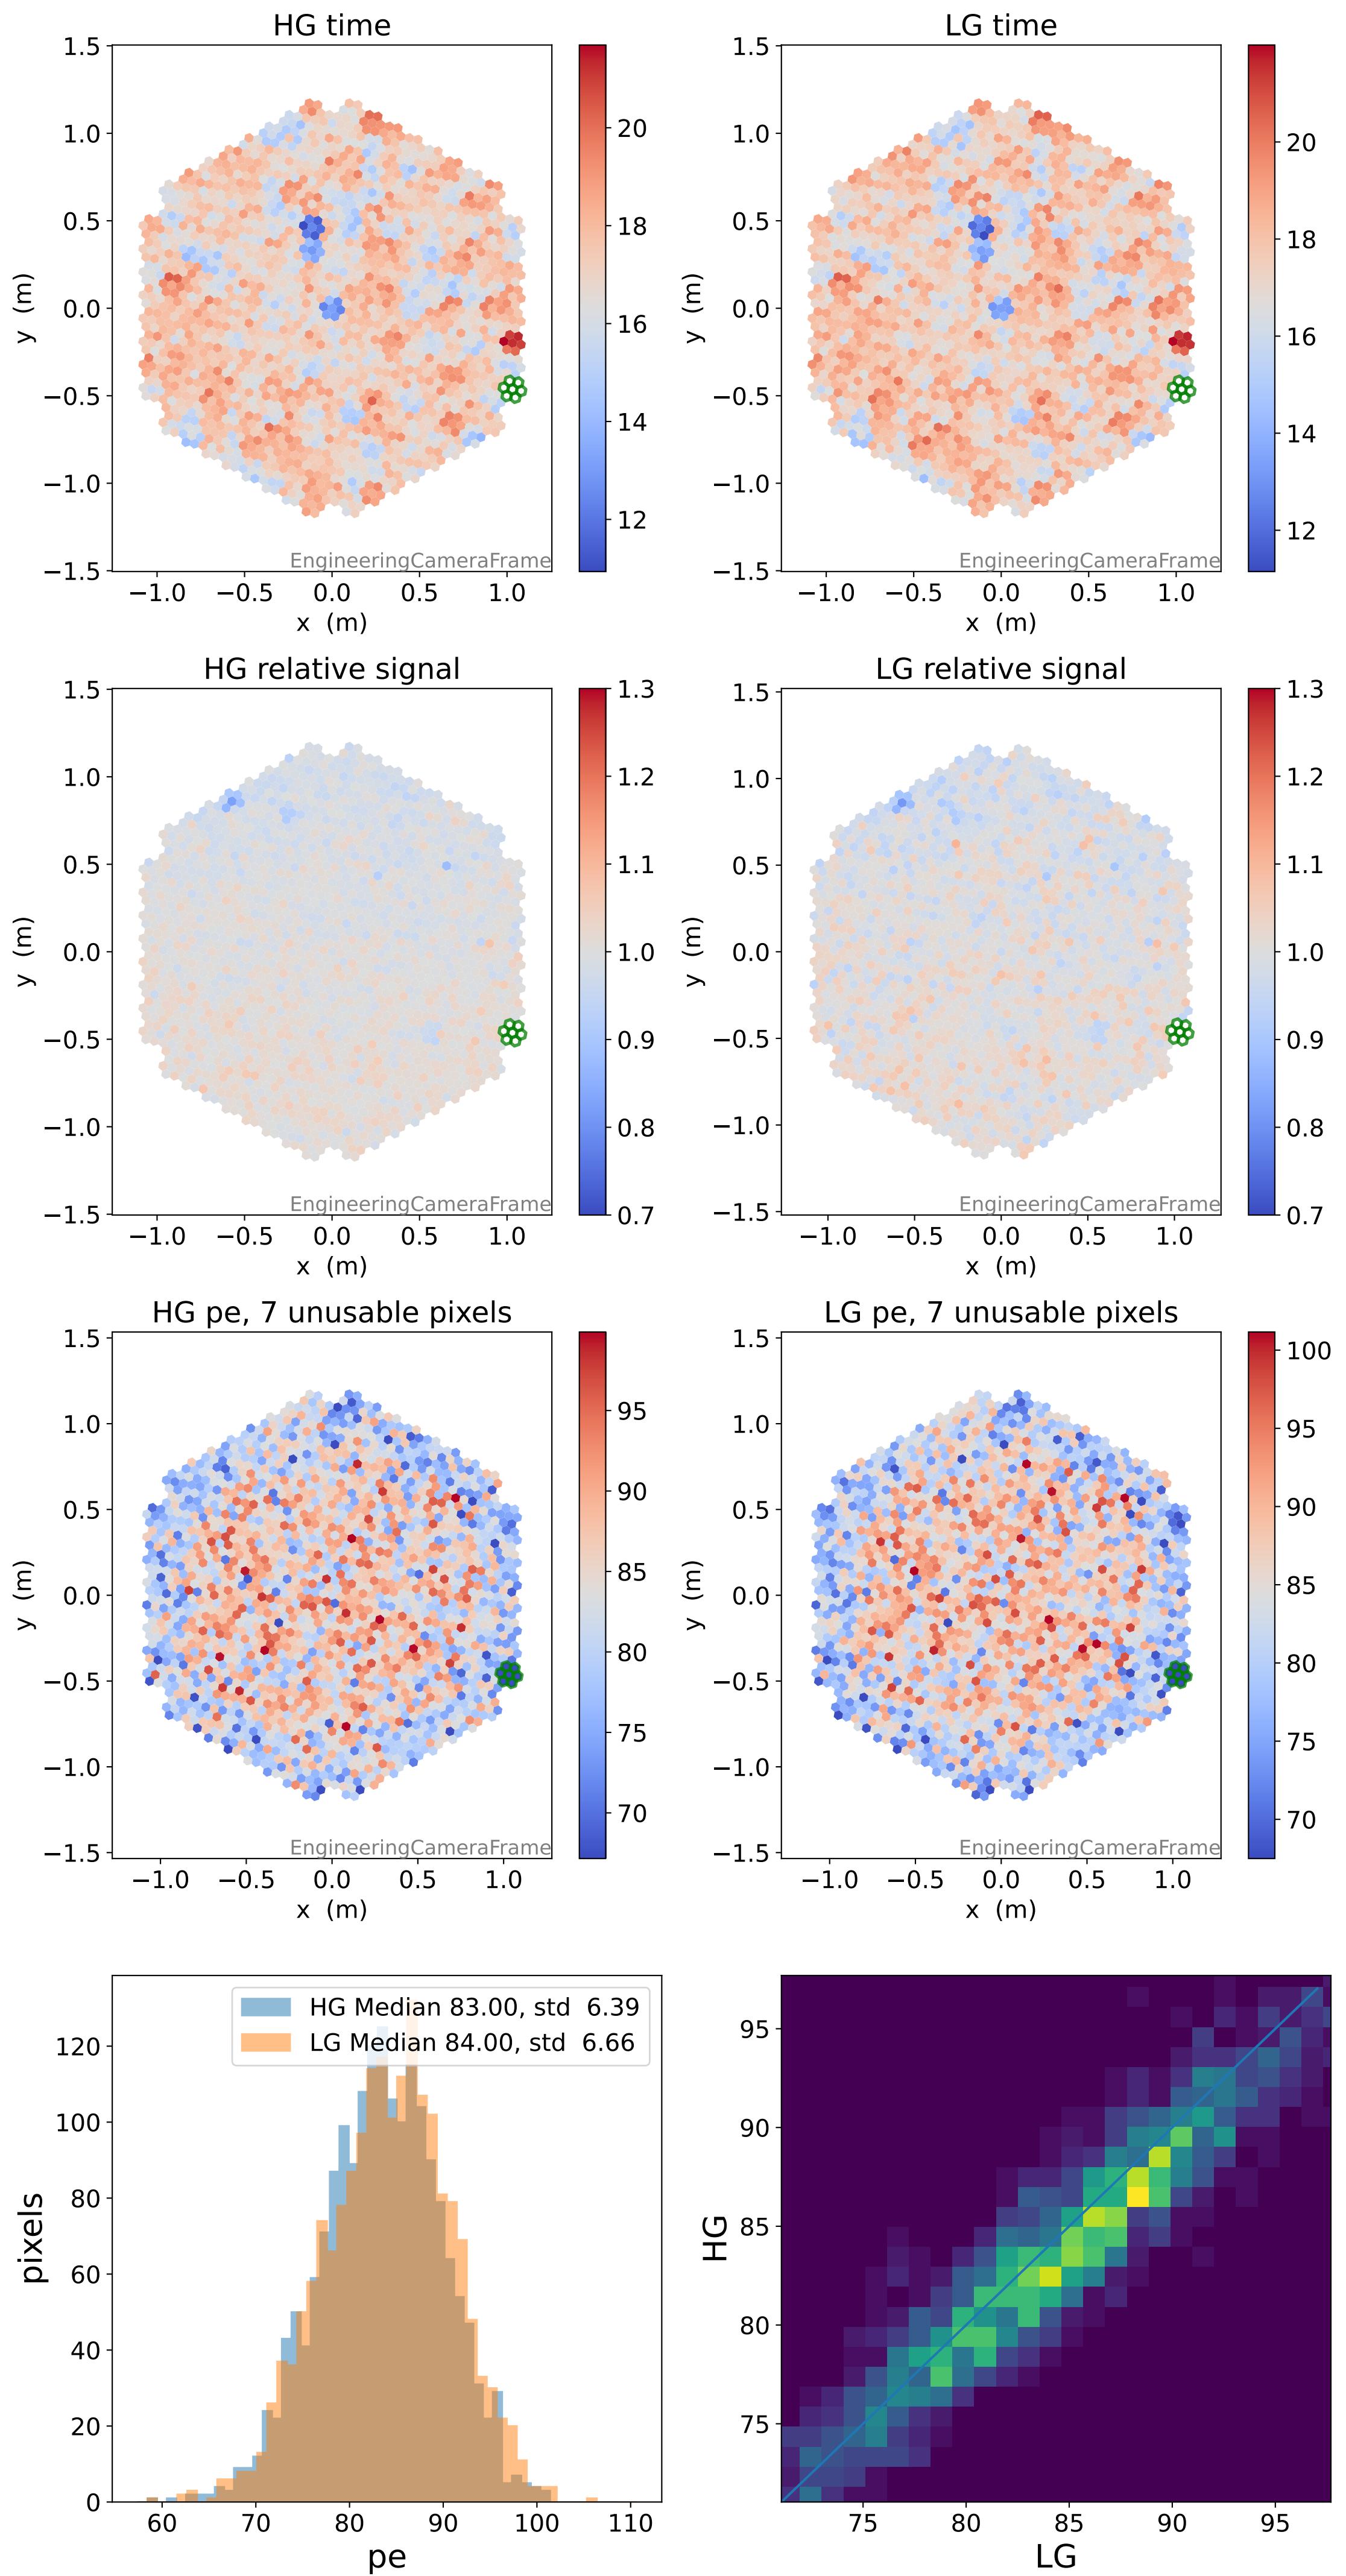 HG time
LG time
1.5
1.0
0.5
0.0
−0.5
−1.0
−1.5
y (m)
−1.0 −0.5 0.0 0.5 1.0
x (m)
EngineeringCameraFrame
20
18
16
14
12
1.5
1.0
0.5
0.0
−0.5
−1.0
−1.5
y (m)
−1.0 −0.5 0.0 0.5 1.0
x (m)
EngineeringCameraFrame
20
18
16
14
12
HG relative signal
LG relative signal
1.5
1.0
0.5
0.0
−0.5
−1.0
−1.5
y (m)
−1.0 −0.5 0.0 0.5 1.0
x (m)
EngineeringCameraFrame
1.3
1.2
1.1
1.0
0.9
0.8
0.7
1.5
1.0
0.5
0.0
−0.5
−1.0
−1.5
y (m)
−1.0 −0.5 0.0 0.5 1.0
x (m)
EngineeringCameraFrame
1.3
1.2
1.1
1.0
0.9
0.8
0.7
HG pe, 7 unusable pixels
LG pe, 7 unusable pixels
1.5
1.0
0.5
0.0
−0.5
−1.0
−1.5
y (m)
−1.0 −0.5 0.0 0.5 1.0
x (m)
EngineeringCameraFrame
95
90
85
80
75
70
1.5
1.0
0.5
0.0
−0.5
−1.0
−1.5
y (m)
−1.0 −0.5 0.0 0.5 1.0
x (m)
EngineeringCameraFrame
100
95
90
85
80
75
70
HG Median 83.00, std 6.39
LG Median 84.00, std 6.66
120
100
80
60
40
20
0
pixels
60 70 80 90 100 110
pe
95
90
85
80
75
HG
75 80 85 90 95
LG